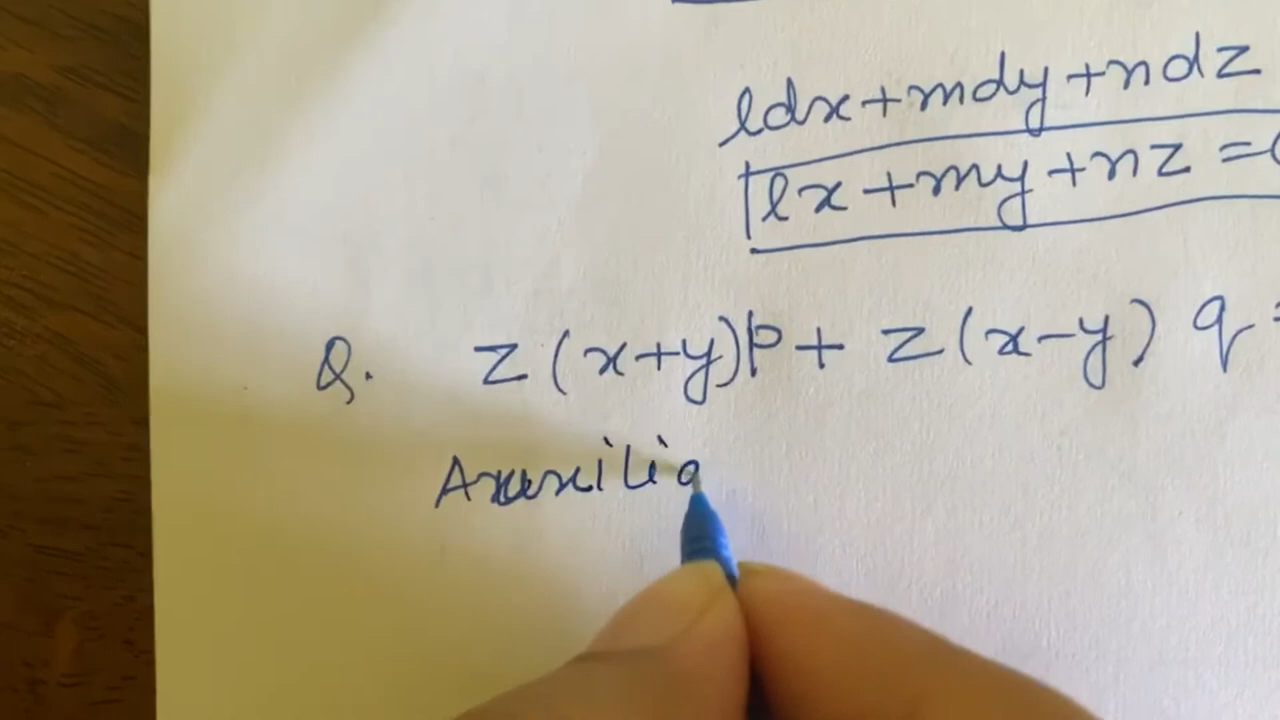 ldx+mdy+ndz
lx+my+nz =
Q. z(x+y)p + z(x-y) q =
Auxilia